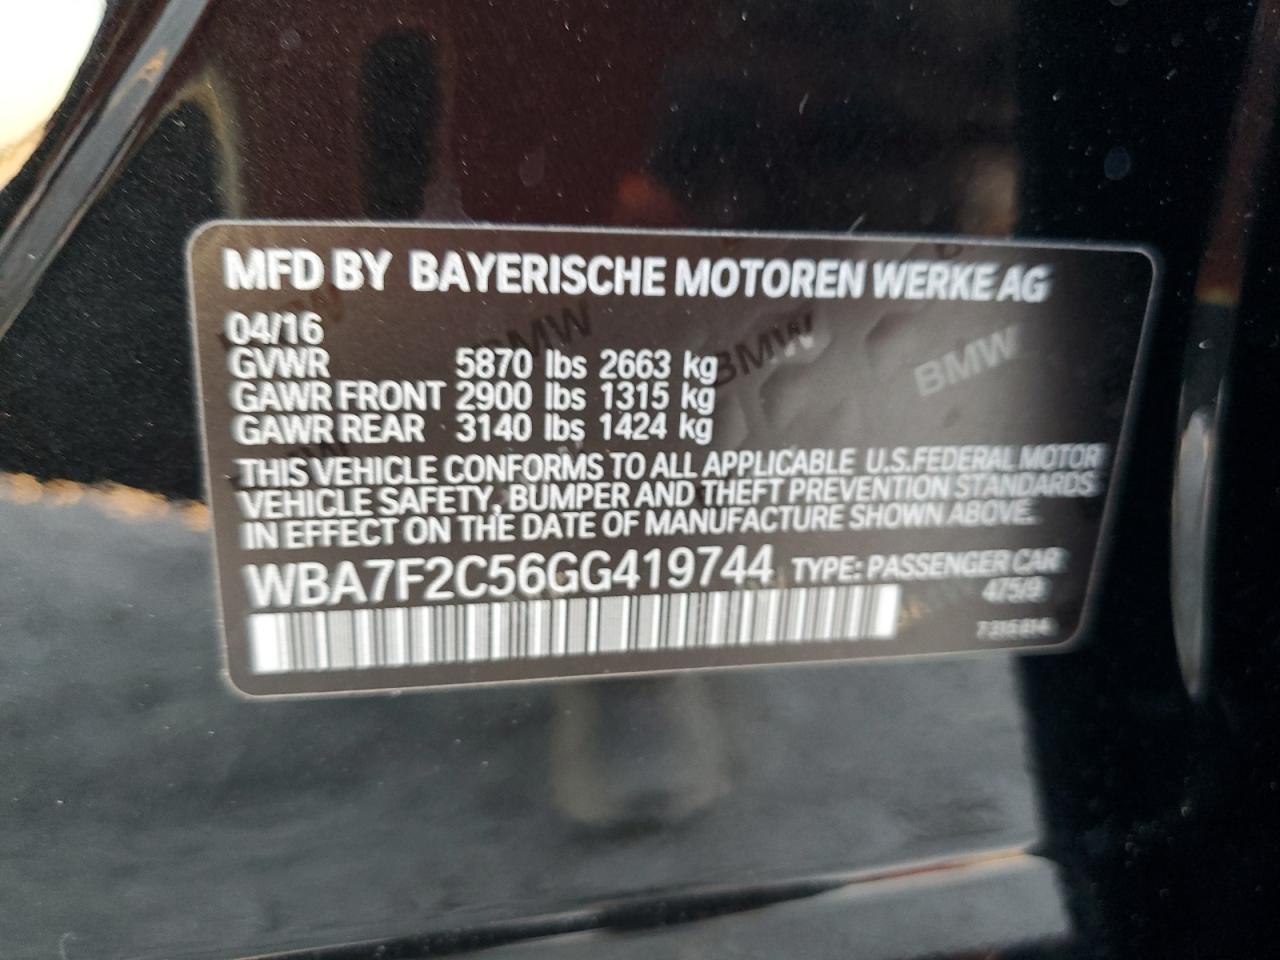 MFD BY BAYERISCHE MOTOREN WERKE AG
04/16
GVWR 5870 lbs 2663 kg
GAWR FRONT 2900 lbs 1315 kg
GAWR REAR 3140 lbs 1424 kg
THIS VEHICLE CONFORMS TO ALL APPLICABLE U.S.FEDERAL MOTOR
VEHICLE SAFETY, BUMPER AND THEFT PREVENTION STANDARDS
IN EFFECT ON THE DATE OF MANUFACTURE SHOWN ABOVE.
WBA7F2C56GG419744 TYPE: PASSENGER CAR
475/9
BMW
BMW
BMW